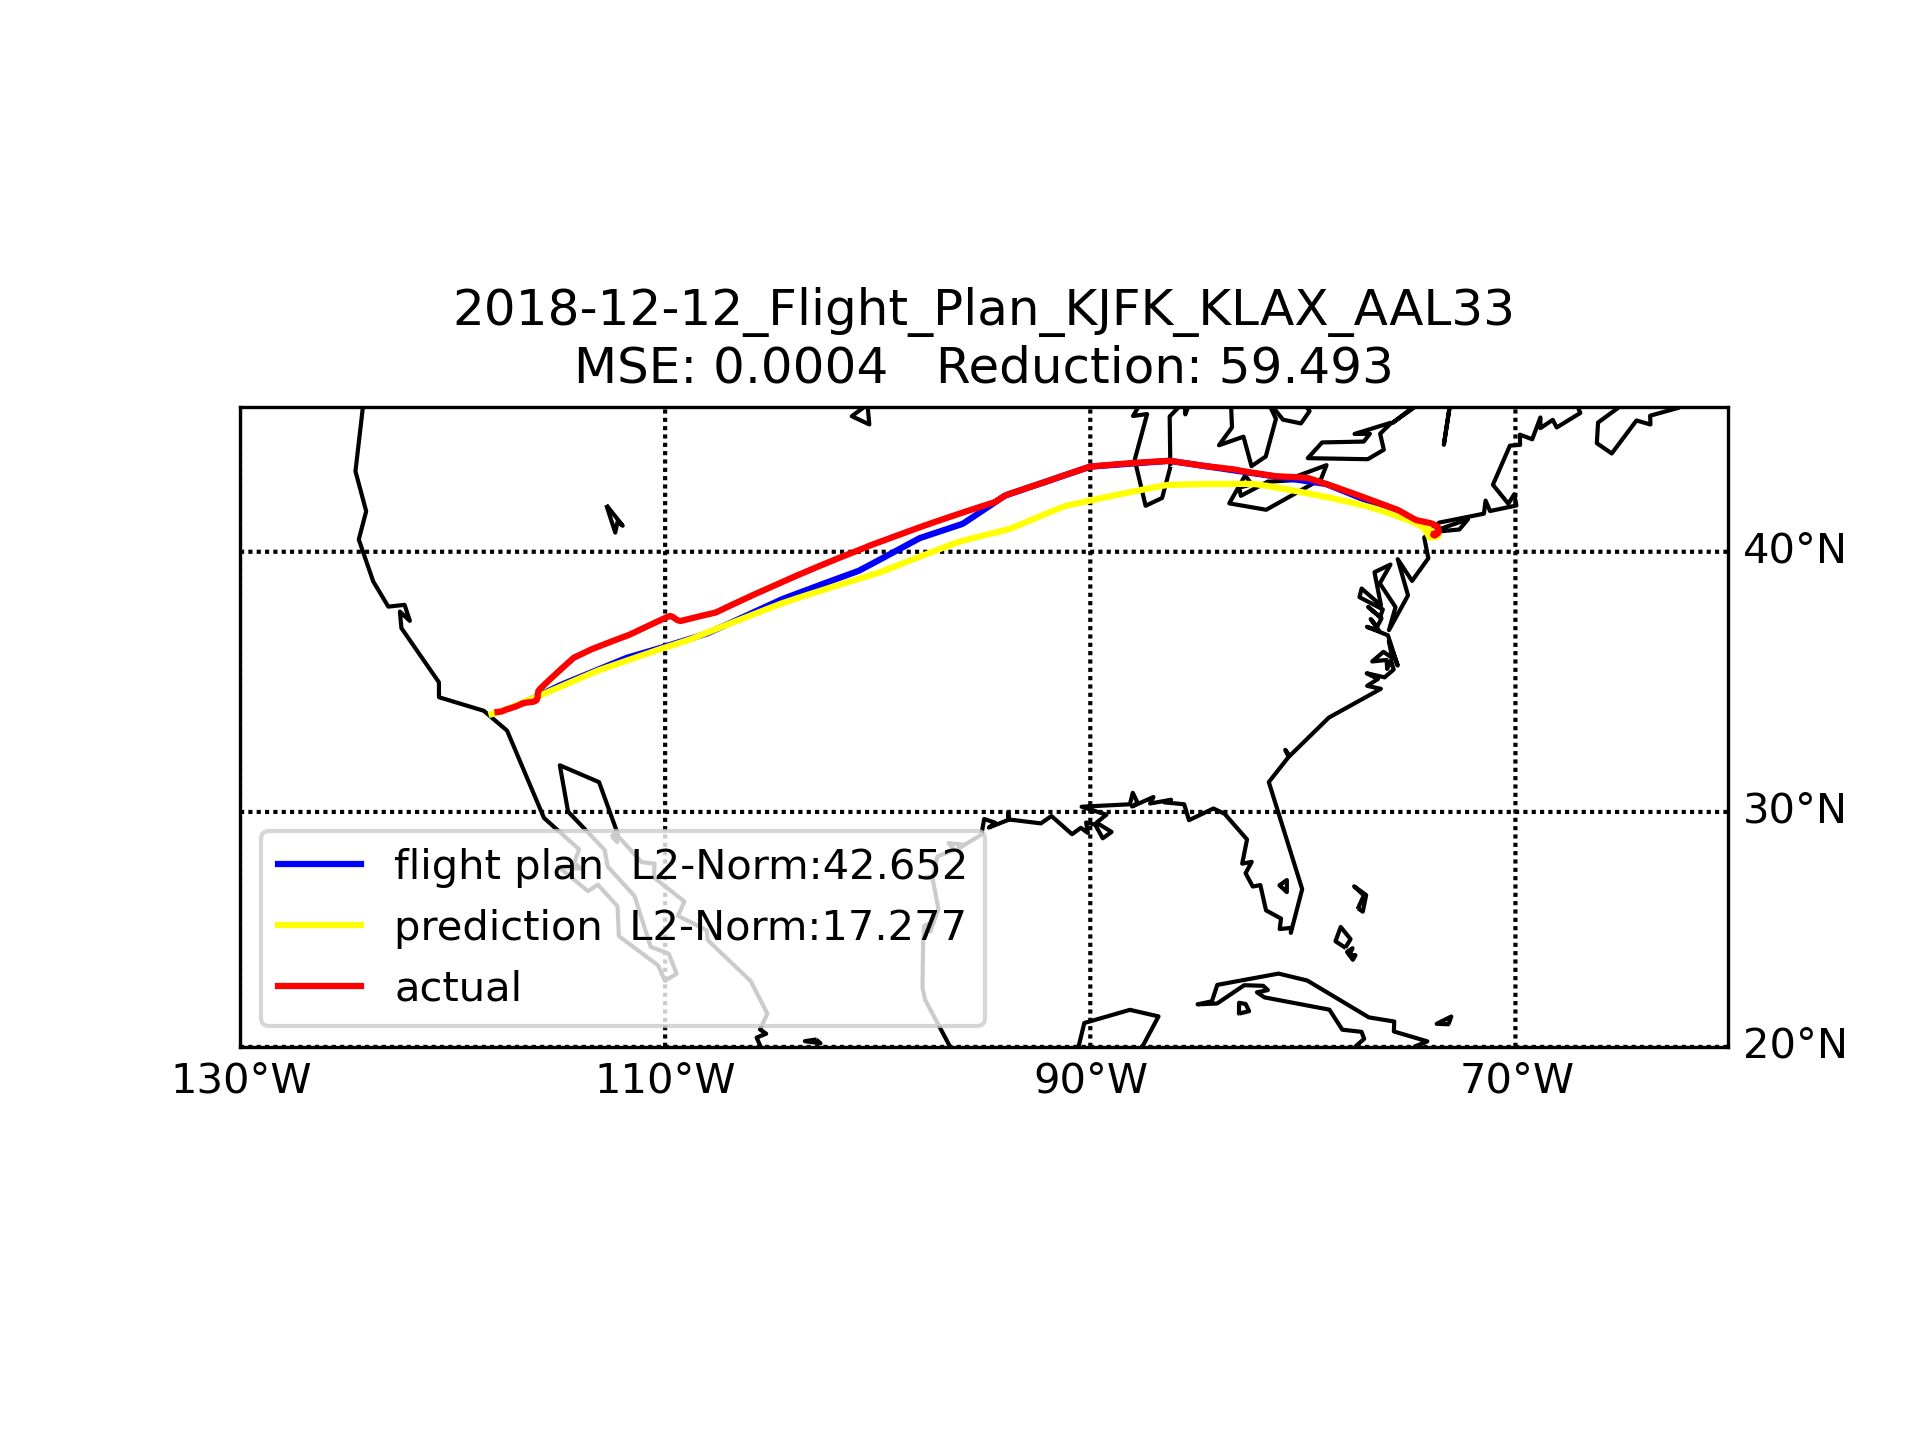 2018-12-12_Flight_Plan_KJFK_KLAX_AAL33
MSE: 0.0004   Reduction: 59.493
40°N
30°N
flight plan  L2-Norm:42.652
prediction  L2-Norm:17.277
actual
20°N
130°W
110°W
90°W
70°W